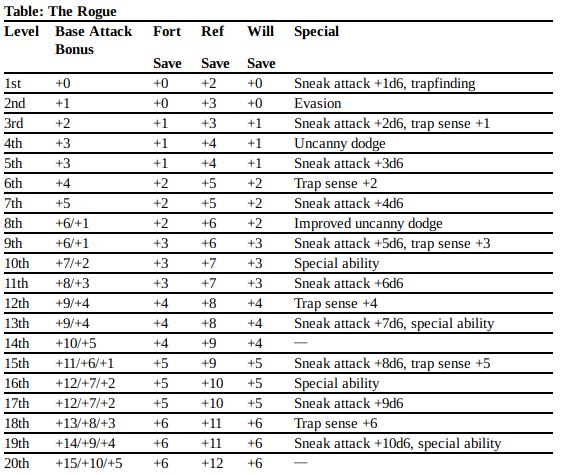 Table: The Rogue
Level Base Attack Bonus Fort Save Ref Save Will Save Special
1st +0 +0 +2 +0 Sneak attack +1d6, trapfinding
2nd +1 +0 +3 +0 Evasion
3rd +2 +1 +3 +1 Sneak attack +2d6, trap sense +1
4th +3 +1 +4 +1 Uncanny dodge
5th +3 +1 +4 +1 Sneak attack +3d6
6th +4 +2 +5 +2 Trap sense +2
7th +5 +2 +5 +2 Sneak attack +4d6
8th +6/+1 +2 +6 +2 Improved uncanny dodge
9th +6/+1 +3 +6 +3 Sneak attack +5d6, trap sense +3
10th +7/+2 +3 +7 +3 Special ability
11th +8/+3 +3 +7 +3 Sneak attack +6d6
12th +9/+4 +4 +8 +4 Trap sense +4
13th +9/+4 +4 +8 +4 Sneak attack +7d6, special ability
14th +10/+5 +4 +9 +4 —
15th +11/+6/+1 +5 +9 +5 Sneak attack +8d6, trap sense +5
16th +12/+7/+2 +5 +10 +5 Special ability
17th +12/+7/+2 +5 +10 +5 Sneak attack +9d6
18th +13/+8/+3 +6 +11 +6 Trap sense +6
19th +14/+9/+4 +6 +11 +6 Sneak attack +10d6, special ability
20th +15/+10/+5 +6 +12 +6 —